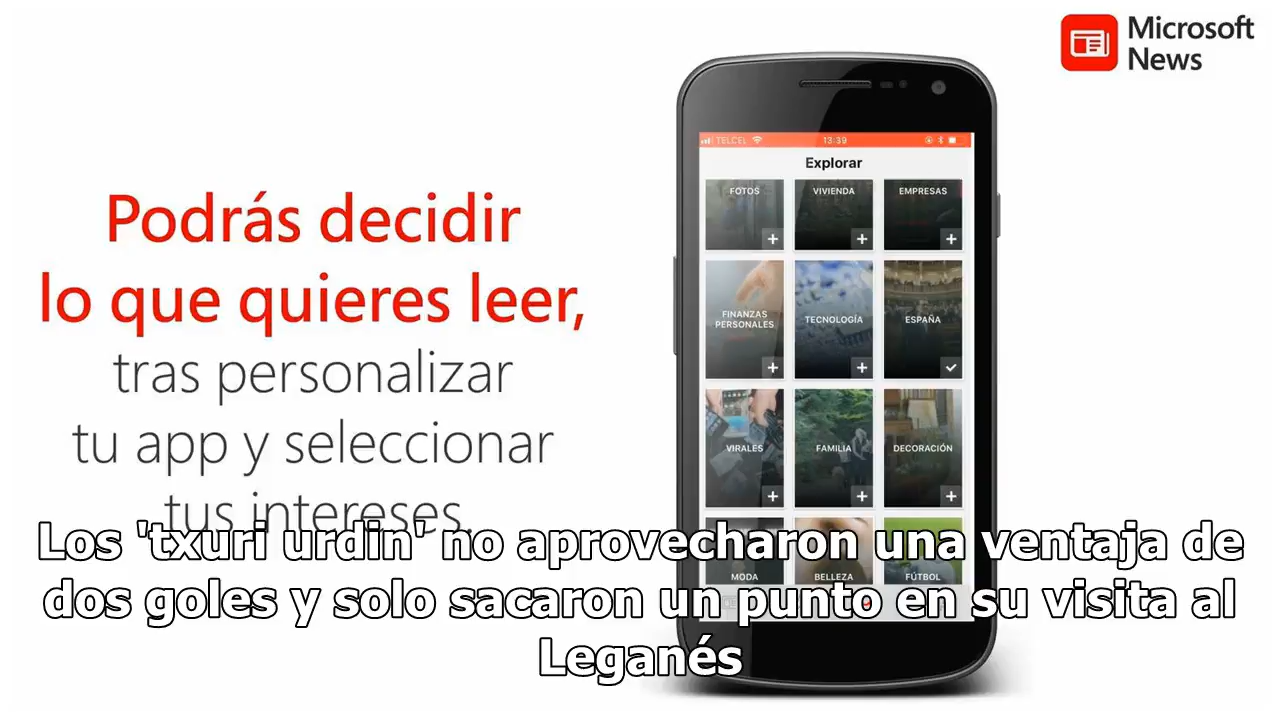 Microsoft
News
TELCEL 13:39
Explorar
FOTOS
VIVIENDA
EMPRESAS
Podrás decidir
lo que quieres leer,
tras personalizar
tu app y seleccionar
tus intereses.
FINANZAS
PERSONALES
TECNOLOGÍA
ESPAÑA
VIRALES
FAMILIA
DECORACIÓN
MODA
BELLEZA
FÚTBOL
Los 'txuri urdin' no aprovecharon una ventaja de
dos goles y solo sacaron un punto en su visita al
Leganés